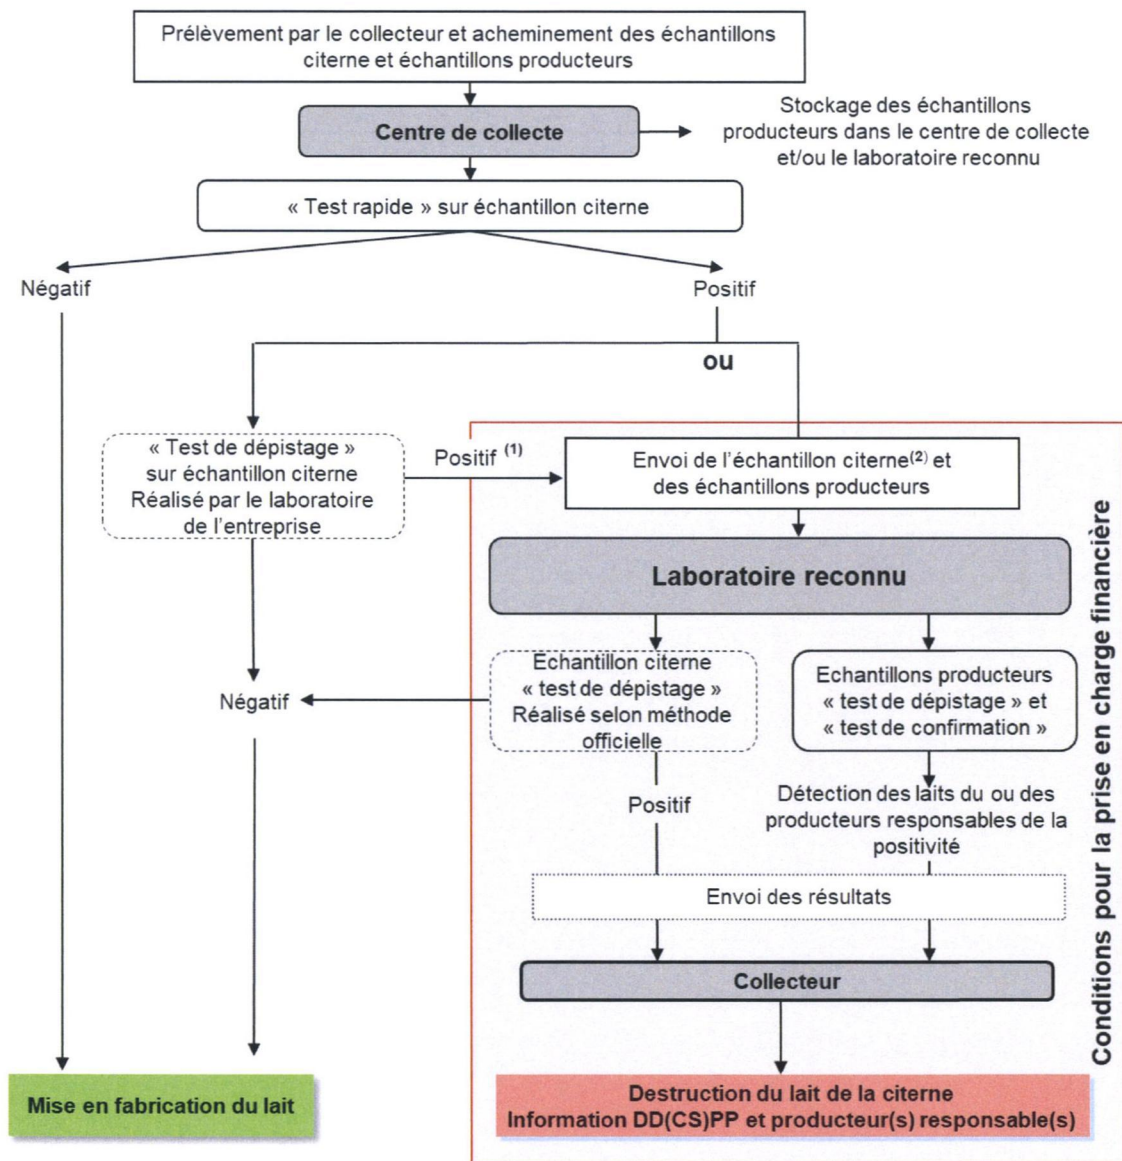 Prélèvement par le collecteur et acheminement des échantillons
citerne et échantillons producteurs
Centre de collecte
Stockage des échantillons
producteurs dans le centre de collecte
et/ou le laboratoire reconnu
« Test rapide » sur échantillon citerne
Négatif
Positif
ou
« Test de dépistage »
sur échantillon citerne
Réalisé par le laboratoire
de l'entreprise
Positif (1)
Envoi de l'échantillon citerne(2) et
des échantillons producteurs
Laboratoire reconnu
Echantillon citerne
« test de dépistage »
Réalisé selon méthode
officielle
Echantillons producteurs
« test de dépistage » et
« test de confirmation »
Négatif
Positif
Détection des laits du ou des
producteurs responsables de la
positivité
Envoi des résultats
Collecteur
Mise en fabrication du lait
Destruction du lait de la citerne
Information DD(CS)PP et producteur(s) responsable(s)
Conditions pour la prise en charge financière